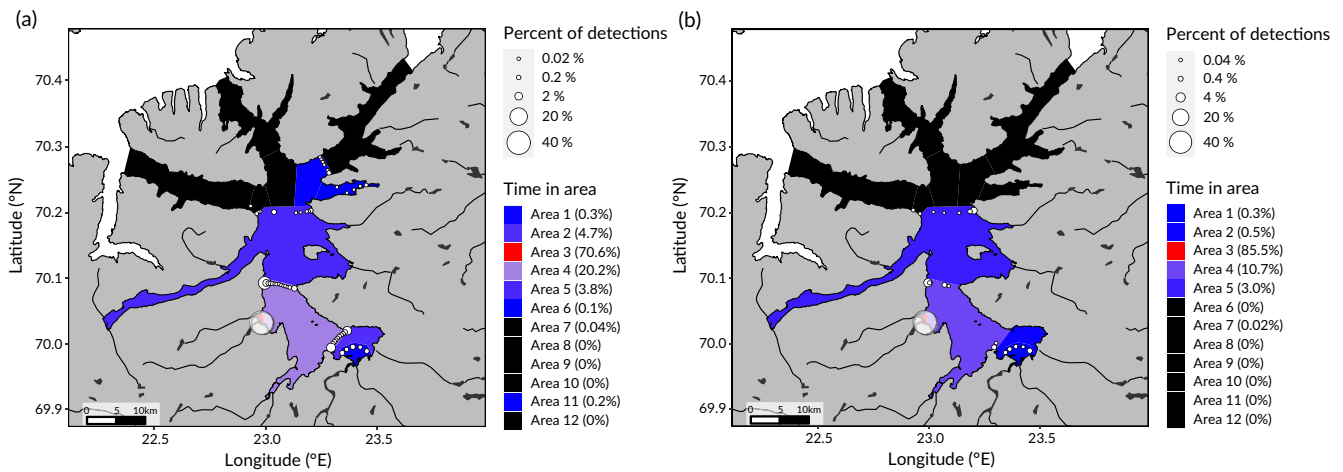 (a)
Latitude (°N)
70.4
70.3
70.2
70.1
70.0
69.9
0 5 10km
22.5
23.0
23.5
Longitude (°E)
Percent of detections
0.02 %
0.2 %
2 %
20 %
40 %
Time in area
Area 1 (0.3%)
Area 2 (4.7%)
Area 3 (70.6%)
Area 4 (20.2%)
Area 5 (3.8%)
Area 6 (0.1%)
Area 7 (0.04%)
Area 8 (0%)
Area 9 (0%)
Area 10 (0%)
Area 11 (0.2%)
Area 12 (0%)
(b)
Latitude (°N)
70.4
70.3
70.2
70.1
70.0
69.9
0 5 10km
22.5
23.0
23.5
Longitude (°E)
Percent of detections
0.04 %
0.4 %
4 %
20 %
40 %
Time in area
Area 1 (0.3%)
Area 2 (0.5%)
Area 3 (85.5%)
Area 4 (10.7%)
Area 5 (3.0%)
Area 6 (0%)
Area 7 (0.02%)
Area 8 (0%)
Area 9 (0%)
Area 10 (0%)
Area 11 (0%)
Area 12 (0%)